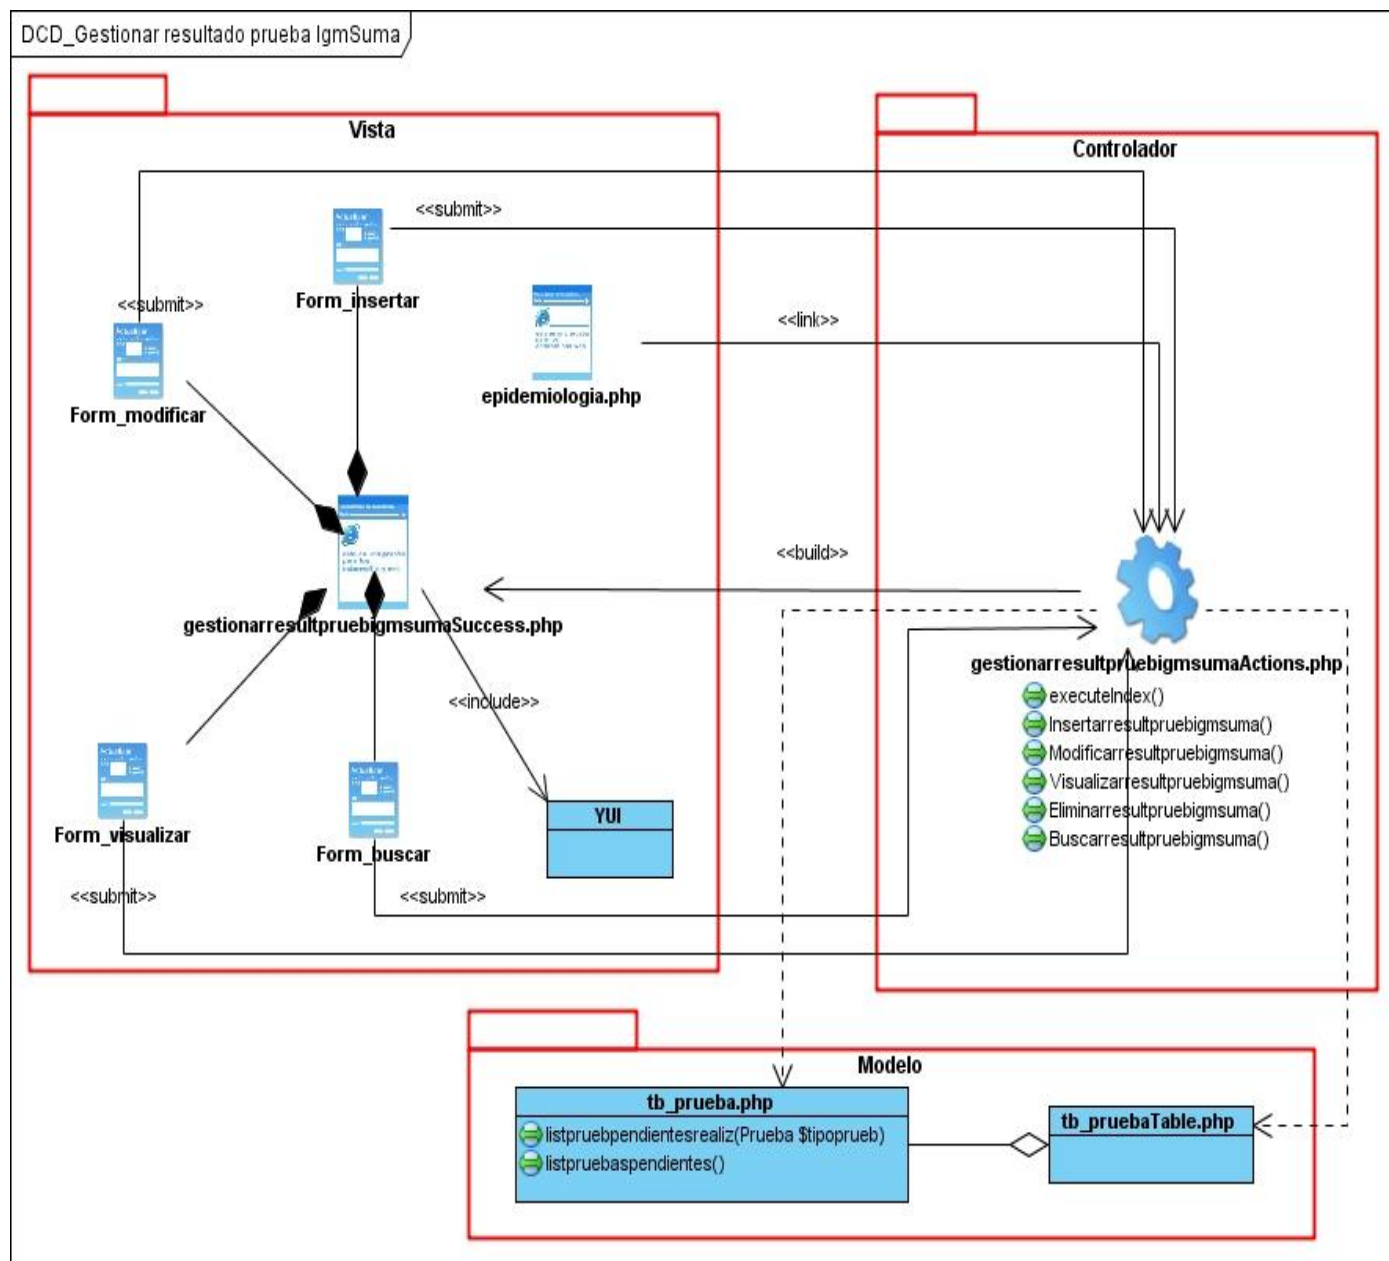 DCD_Gestionar resultado prueba IgmSuma
Vista
Controlador
<<submit>>
Form_insertar
<<submit>>
Form_modificar
<<link>>
epidemiologia.php
<<build>>
gestionarresultpruebigmsumaSuccess.php
gestionarresultpruebigmsumaActions.php
executeIndex()
Insertarresultpruebigmsuma()
Modificarresultpruebigmsuma()
Visualizarresultpruebigmsuma()
Eliminarresultpruebigmsuma()
Buscarresultpruebigmsuma()
<<include>>
YUI
Actualizar
Form_visualizar
Actualizar
Form_buscar
<<submit>>
<<submit>>
Modelo
tb_prueba.php
listpruebpendientesrealiz(Prueba $tipoprueb)
listpruebaspendientes()
tb_pruebaTable.php